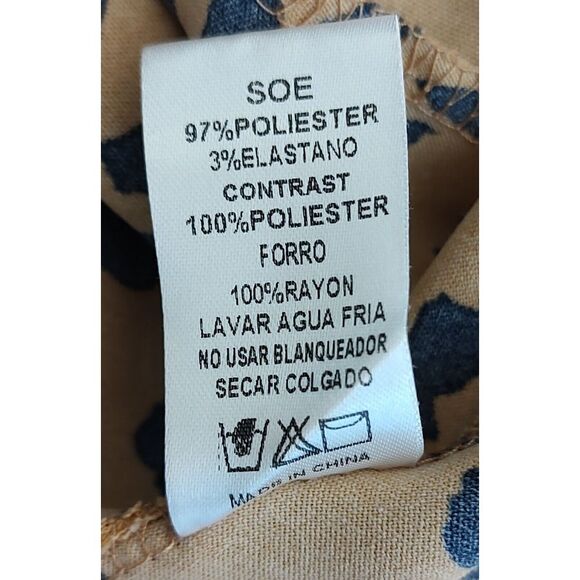 SOE
97%POLIESTER
3%ELASTANO
CONTRAST
100%POLIESTER
FORRO
100%RAYON
LAVAR AGUA FRIA
NO USAR BLANQUEADOR
SECAR COLGADO
MADE IN CHINA